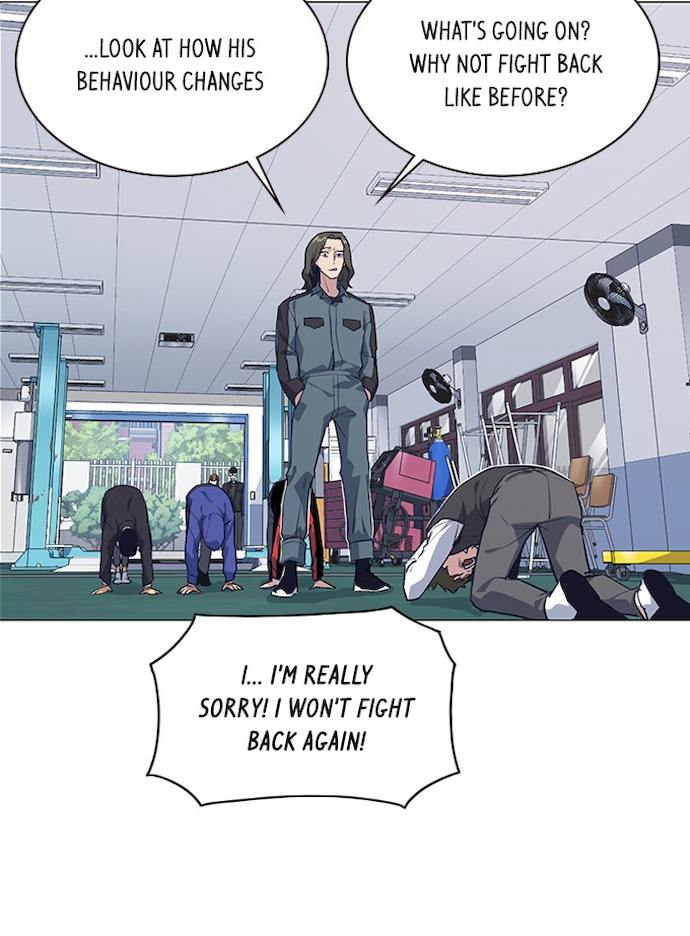 ...LOOK AT HOW HIS
BEHAVIOUR CHANGES
WHAT'S GOING ON?
WHY NOT FIGHT BACK
LIKE BEFORE?
I... I'M REALLY
SORRY! I WON'T FIGHT
BACK AGAIN!